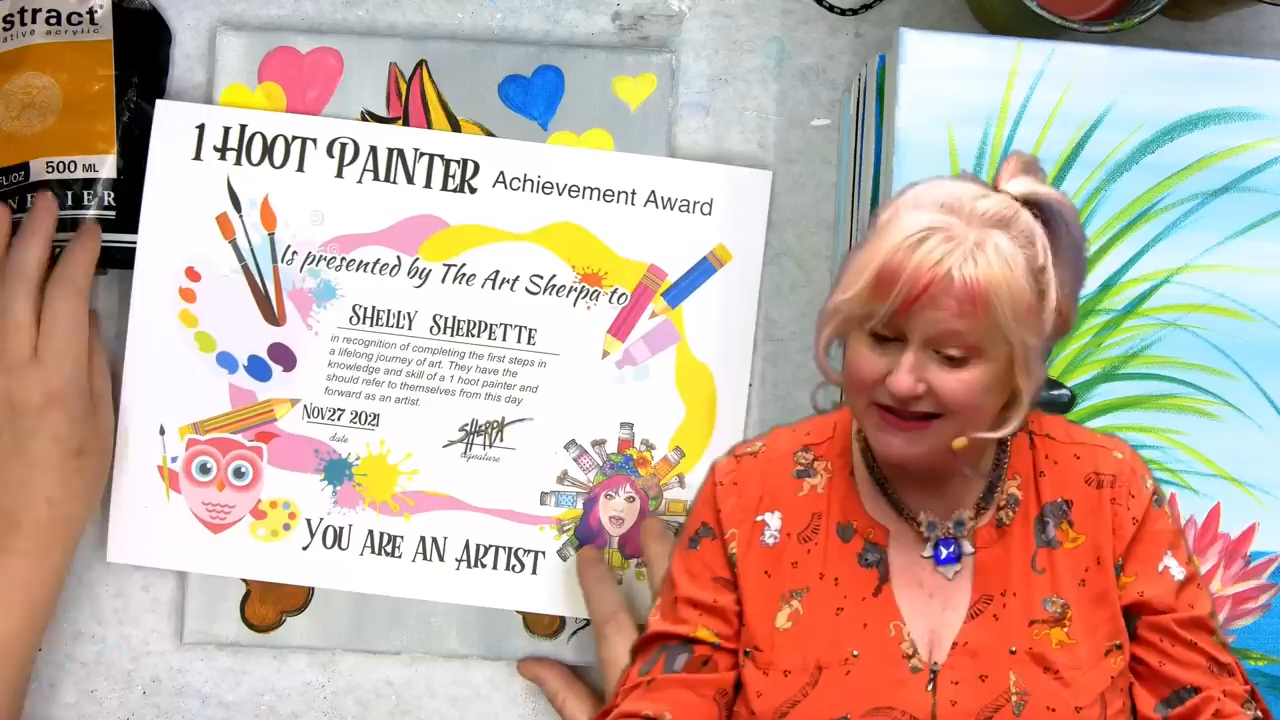 stract
ative acrylic
500 ML
FL/OZ
1 HOOT PAINTER Achievement Award
Is presented by The Art Sherpa to
SHELLY SHERPETTE
in recognition of completing the first steps in
a lifelong journey of art. They have the
knowledge and skill of a 1 hoot painter and
should refer to themselves from this day
forward as an artist.
NOV27 2021
date
SHERPA
signature
YOU ARE AN ARTIST